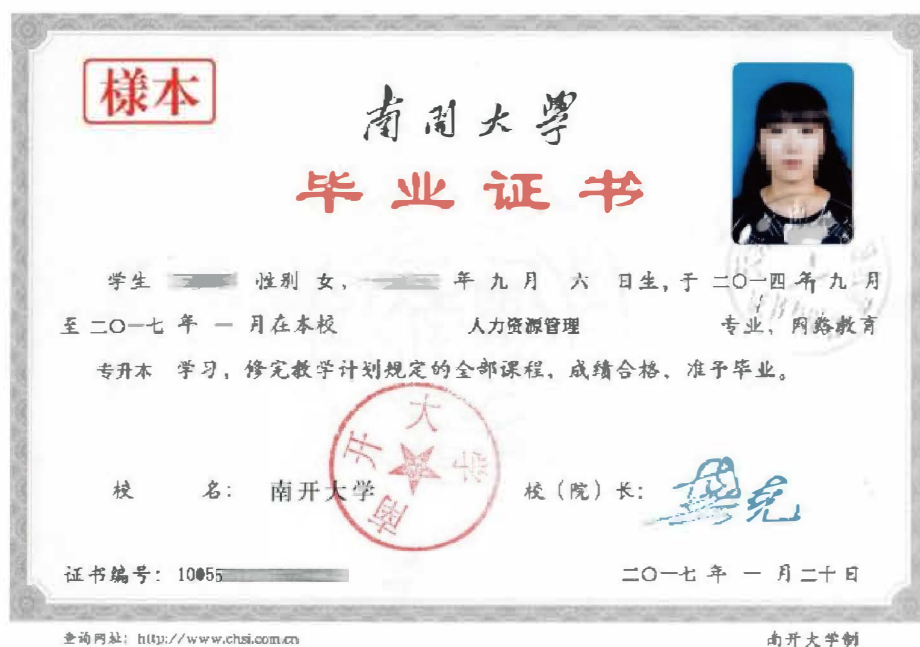 樣本
南開大學
毕业证书
学生 性别 女， 年 九 月 六 日生，于 二〇一四 年 九 月
至 二〇一七 年 一 月在本校 人力资源管理 专业、网络教育
专升本 学习，修完教学计划规定的全部课程，成绩合格、准予毕业。
南开大学
校 名： 南开大学 校（院）长：
证书编号：10055
二〇一七 年 一 月二十日
查询网址：http://www.chsi.com.cn
南开大学制